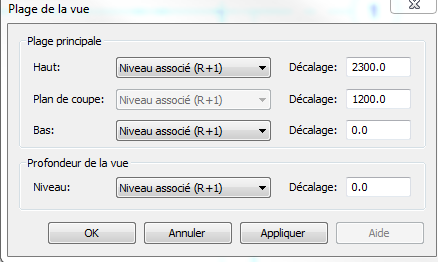 Plage de la vue
Plage principale
Haut: Niveau associé (R+1) Décalage: 2300.0
Plan de coupe: Niveau associé (R+1) Décalage: 1200.0
Bas: Niveau associé (R+1) Décalage: 0.0
Profondeur de la vue
Niveau: Niveau associé (R+1) Décalage: 0.0
OK Annuler Appliquer Aide